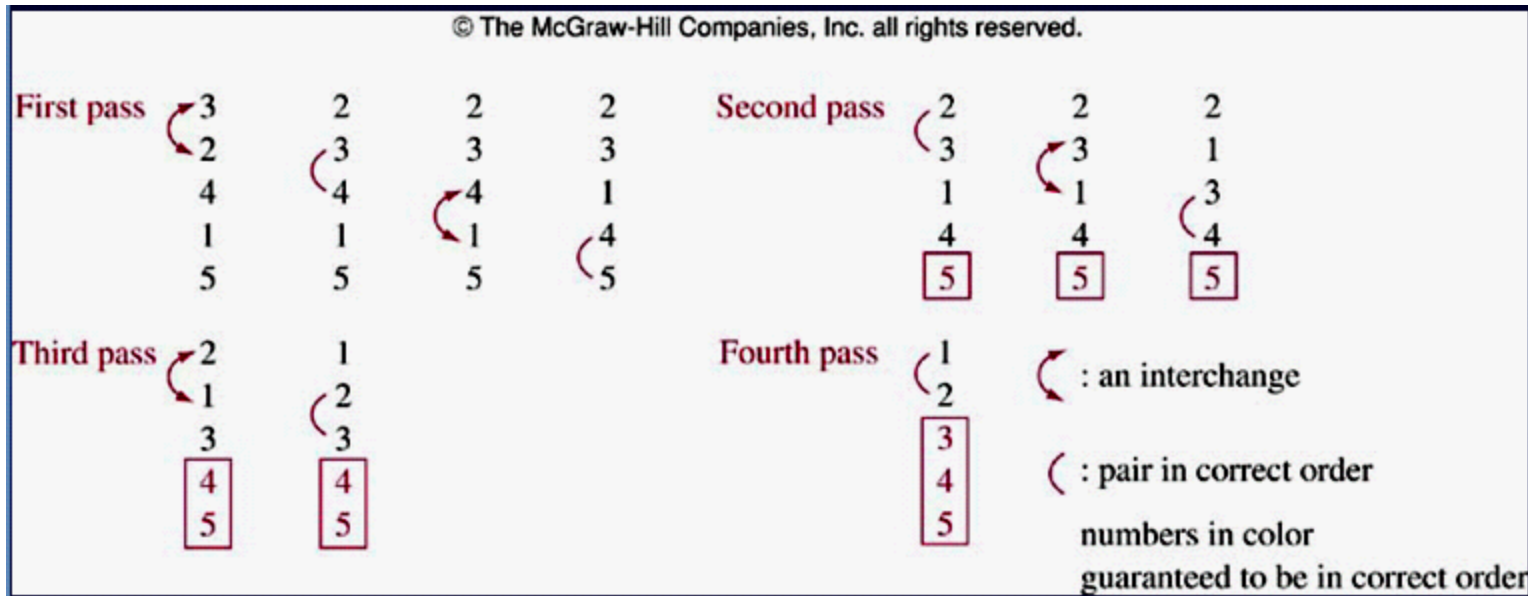 © The McGraw-Hill Companies, Inc. all rights reserved.
First pass 3 2 2 2
2 3 3 3
4 4 4 1
1 1 1 4
5 5 5 5
Second pass 2 2 2
3 3 1
1 1 3
4 4 4
5 5 5
Third pass 2 1
1 2
3 3
4 4
5 5
Fourth pass 1
2
3
4
5
: an interchange
: pair in correct order
numbers in color
guaranteed to be in correct order